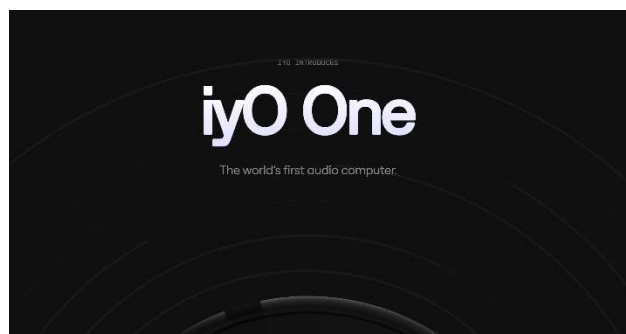 IYO INTRODUCES
iyO One
The world's first audio computer.